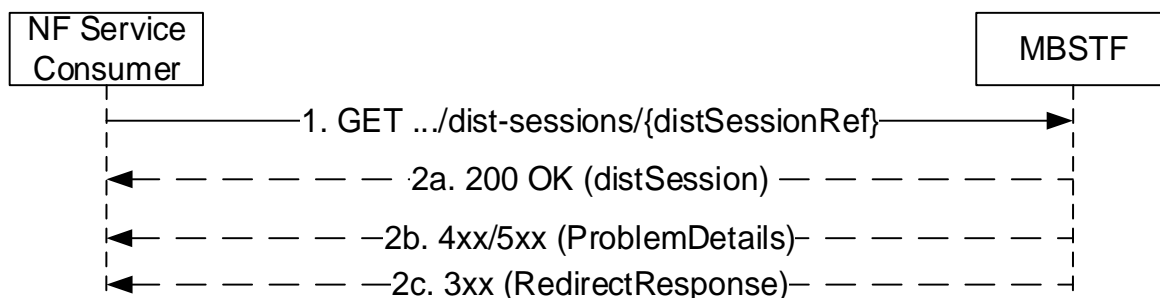 NF Service
Consumer
MBSTF
1. GET .../dist-sessions/{distSessionRef}
2a. 200 OK (distSession)
2b. 4xx/5xx (ProblemDetails)
2c. 3xx (RedirectResponse)